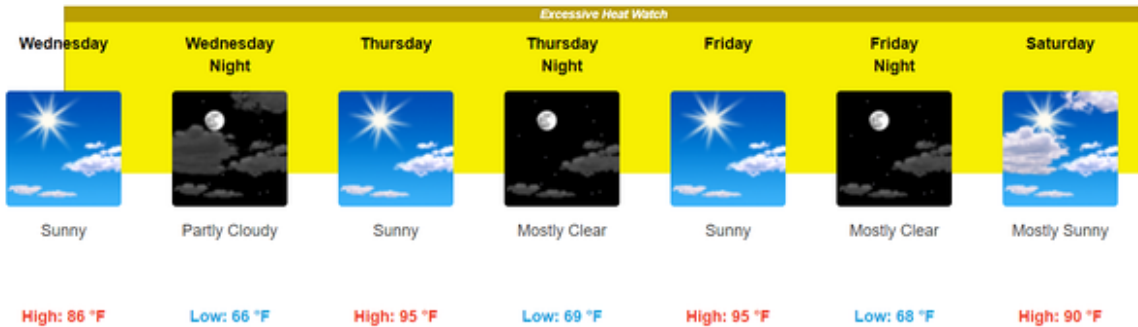 Excessive Heat Watch
Wednesday
Wednesday
Night
Thursday
Thursday
Night
Friday
Friday
Night
Saturday
Sunny
Partly Cloudy
Sunny
Mostly Clear
Sunny
Mostly Clear
Mostly Sunny
High: 86 °F
Low: 66 °F
High: 95 °F
Low: 69 °F
High: 95 °F
Low: 68 °F
High: 90 °F